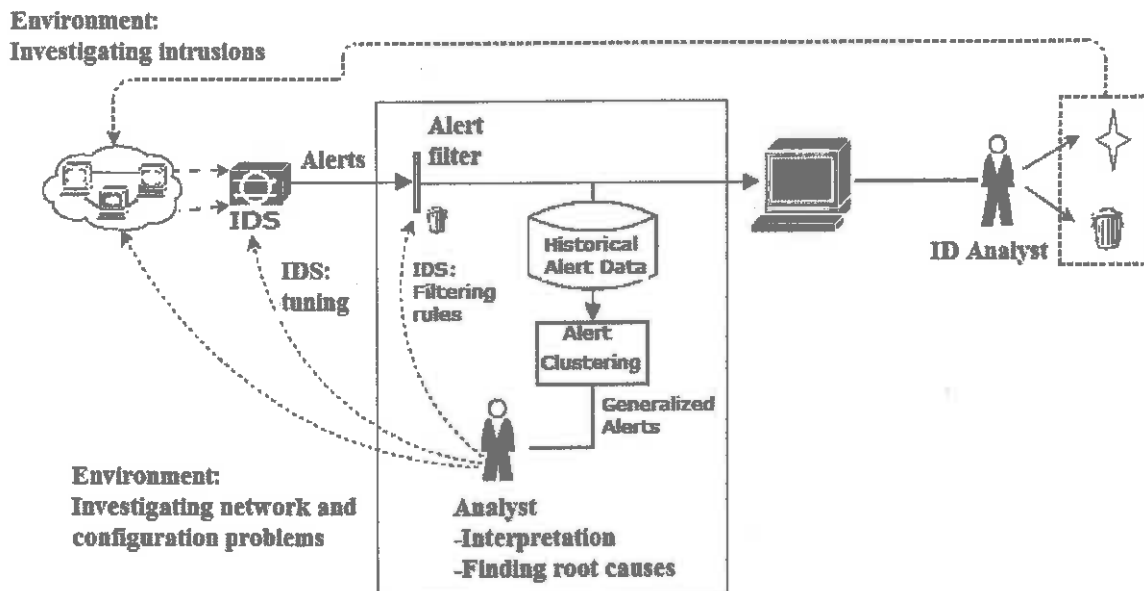 Environment:
Investigating intrusions
Alerts
Alert
filter
IDS
IDS:
tuning
IDS:
Filtering
rules
Historical
Alert Data
Alert
Clustering
Generalized
Alerts
ID Analyst
Environment:
Investigating network and
configuration problems
Analyst
-Interpretation
-Finding root causes